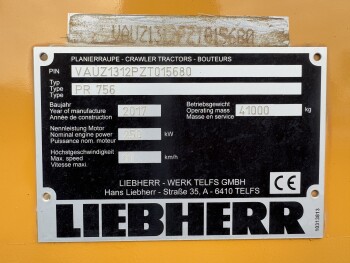 VAUZ1312PZT015680
PLANIERRAUPE - CRAWLER TRACTORS - BOUTEURS
PIN VAUZ1312PZT015680
Typ
Type PR 756
Type
Baujahr
Year of manufacture 2017
Année de construction
Betriebsgewicht
Operating mass 41000 kg
Masse en service
Nennleistung Motor
Nominal engine power kW
Puissance nom. moteur
Höchstgeschwindigkeit
Max. speed km/h
Vitesse maxi.
LIEBHERR - WERK TELFS GMBH
Hans Liebherr - Straße 35, A - 6410 TELFS
CE
LIEBHERR